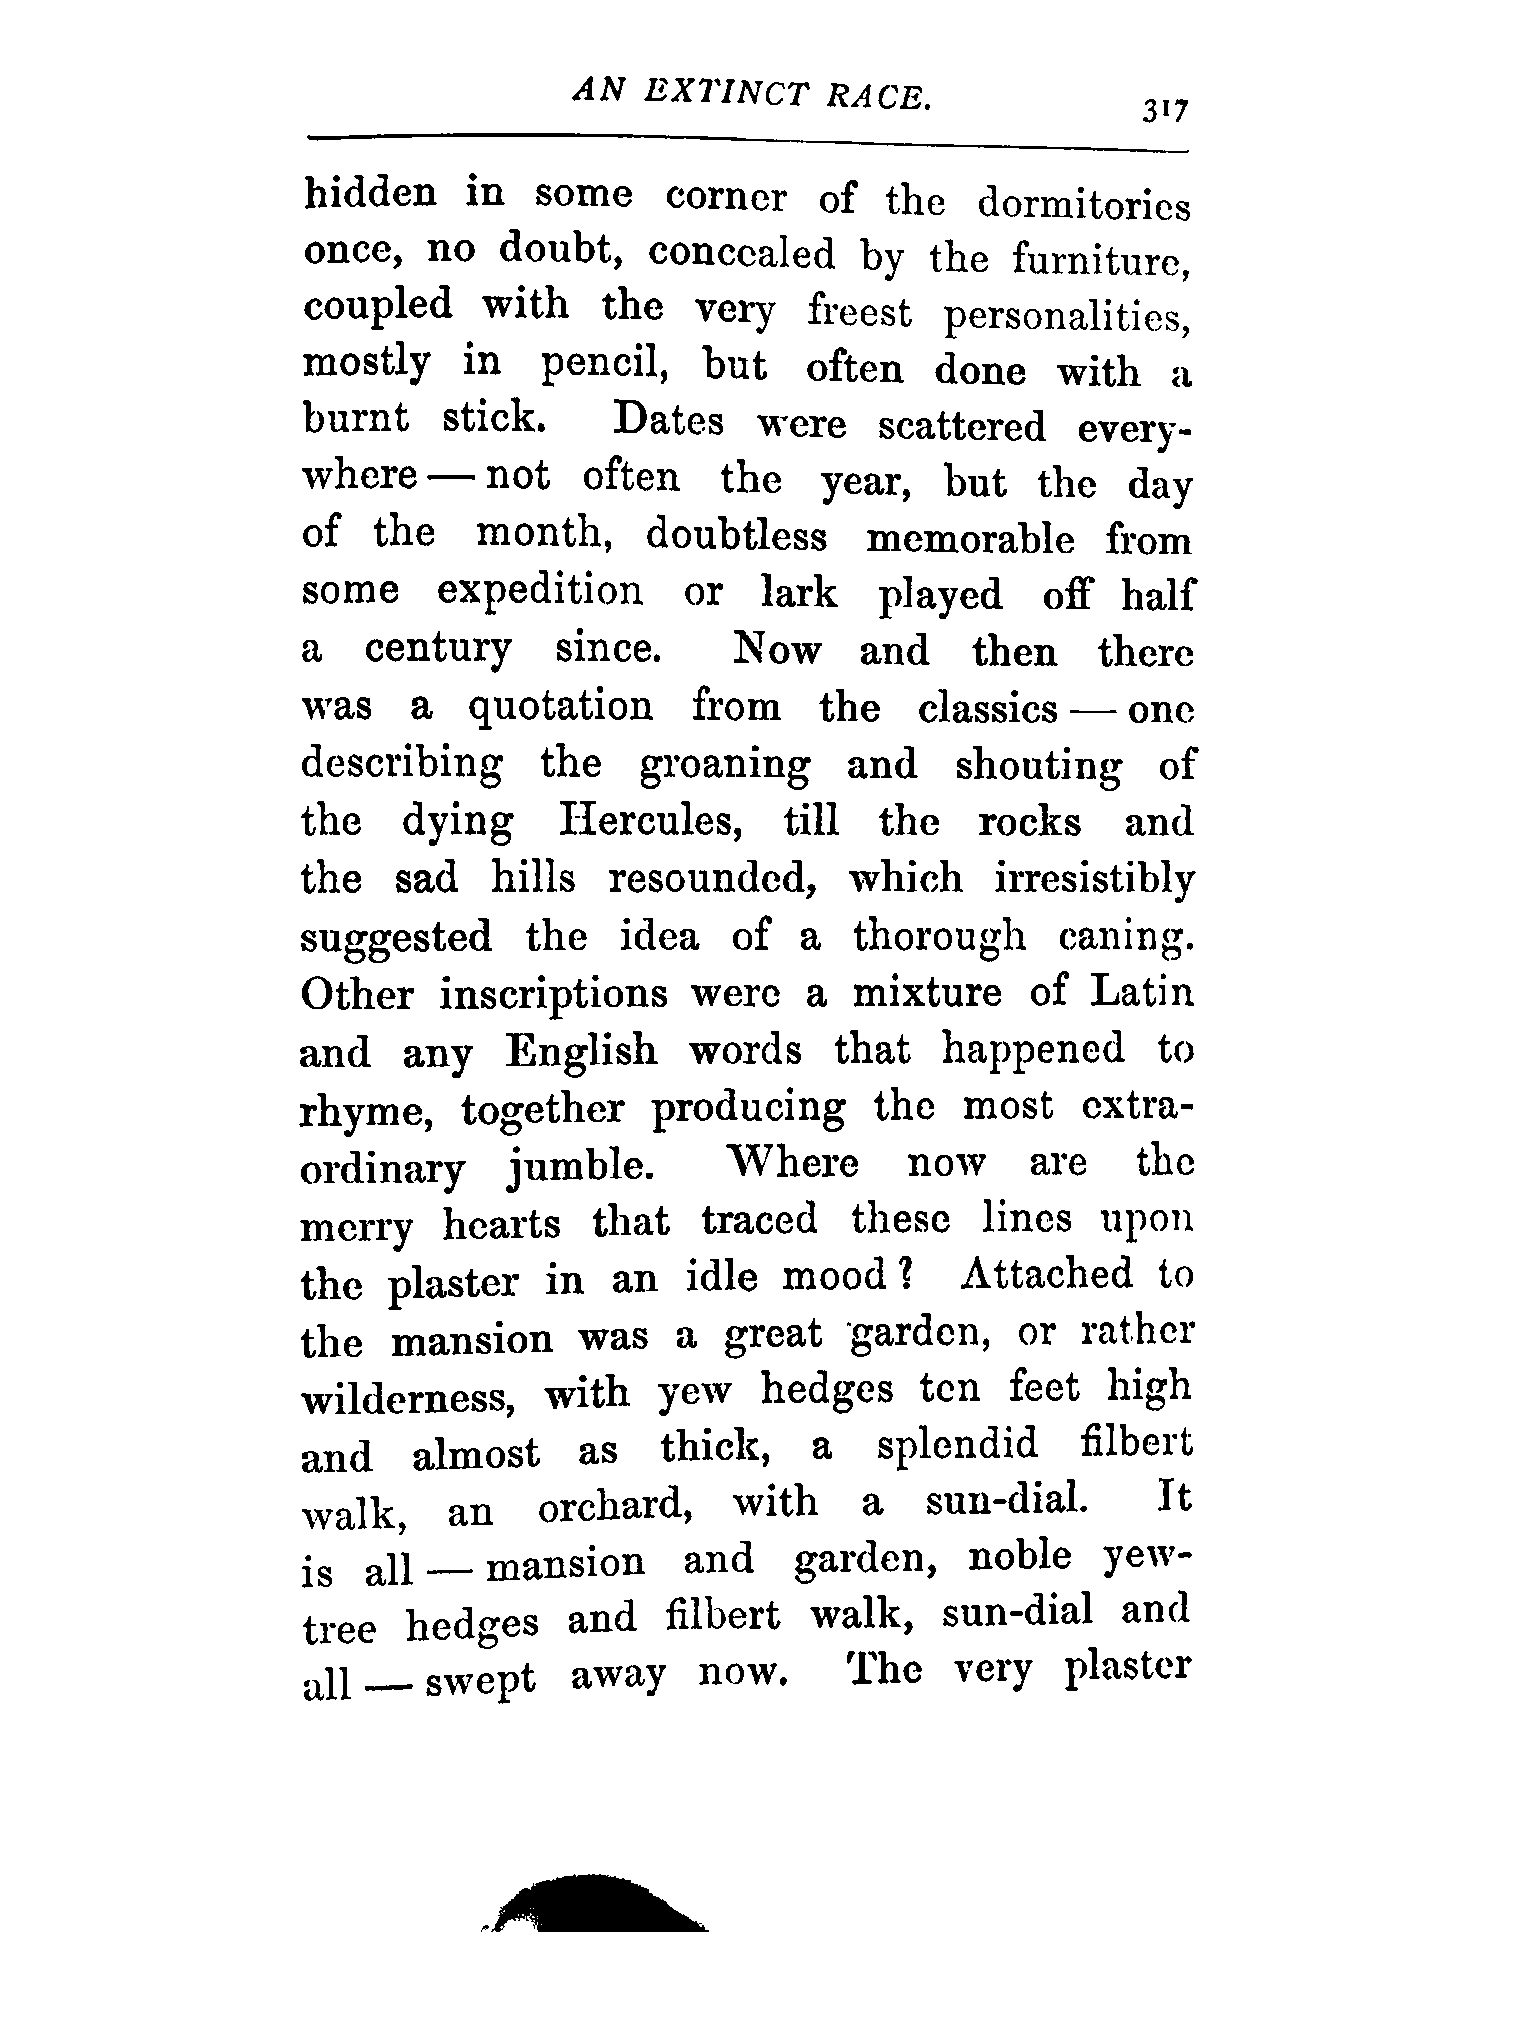 AN EXTINCT RACE. 317
hidden in some corner of the dormitories
once, no doubt, concealed by the furniture,
coupled with the very freest personalities,
mostly in pencil, but often done with a
burnt stick. Dates were scattered every-
where — not often the year, but the day
of the month, doubtless memorable from
some expedition or lark played off half
a century since. Now and then there
was a quotation from the classics — one
describing the groaning and shouting of
the dying Hercules, till the rocks and
the sad hills resounded, which irresistibly
suggested the idea of a thorough caning.
Other inscriptions were a mixture of Latin
and any English words that happened to
rhyme, together producing the most extra-
ordinary jumble. Where now are the
merry hearts that traced these lines upon
the plaster in an idle mood? Attached to
the mansion was a great garden, or rather
wilderness, with yew hedges ten feet high
and almost as thick, a splendid filbert
walk, an orchard, with a sun-dial. It
is all — mansion and garden, noble yew-
tree hedges and filbert walk, sun-dial and
all — swept away now. The very plaster